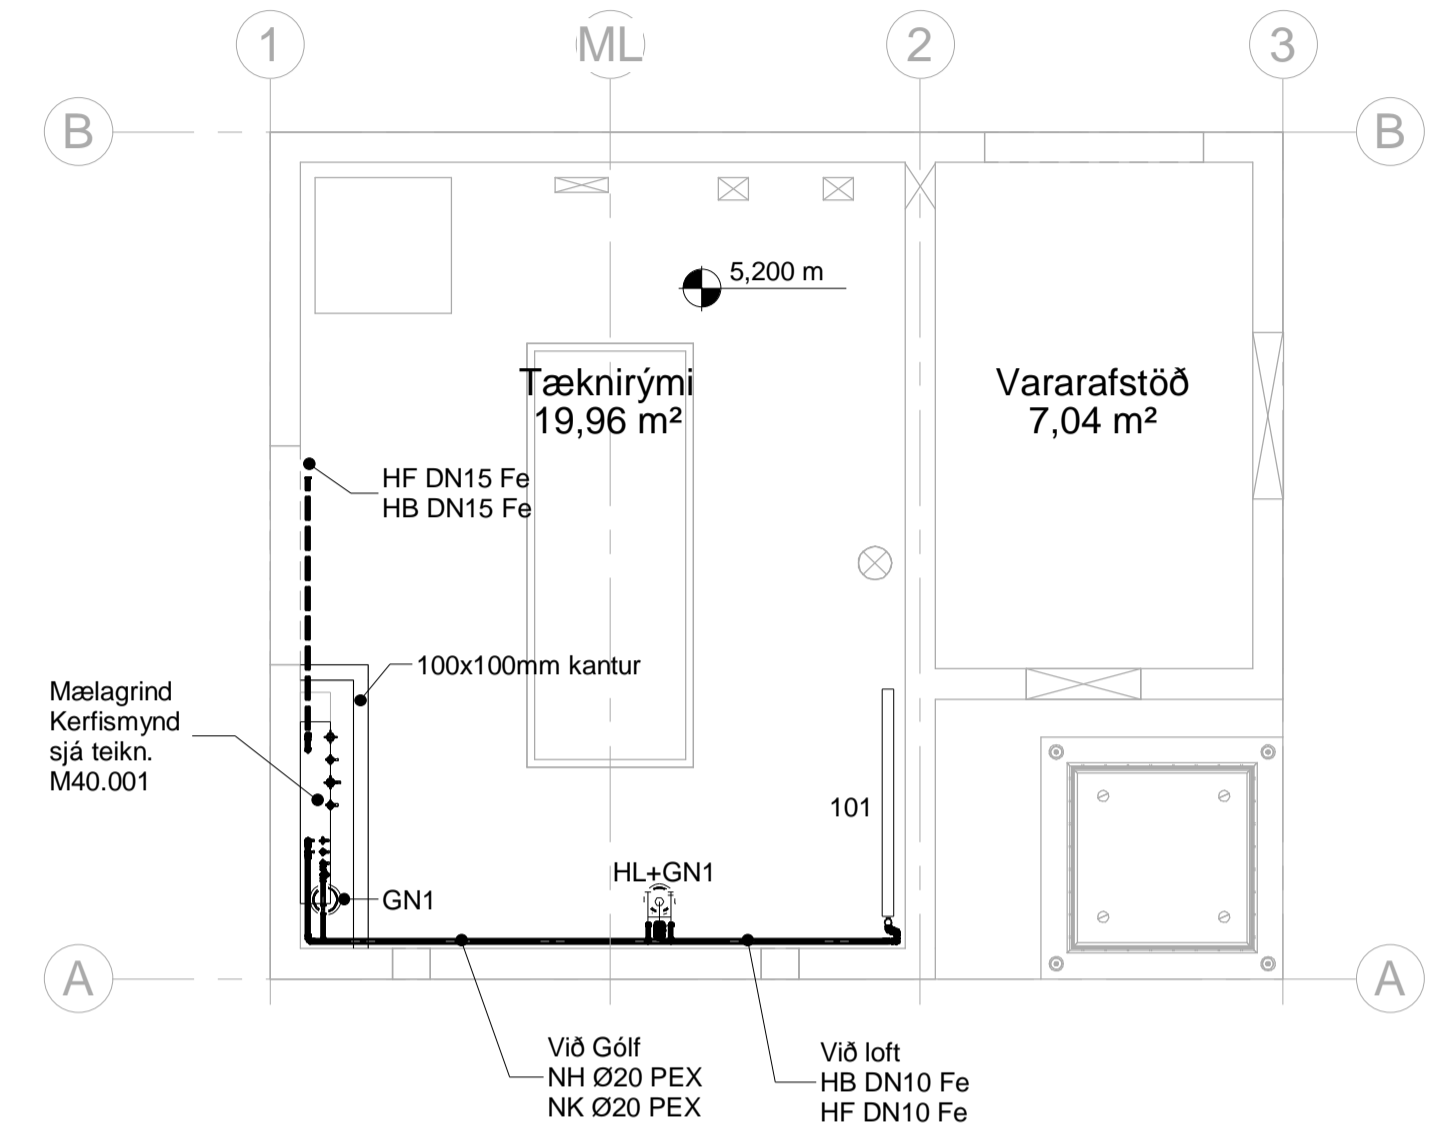 1
ML
2
3
B
B
5,200 m
Tæknirými
19,96 m²
Vararafstöð
7,04 m²
HF DN15 Fe
HB DN15 Fe
100x100mm kantur
Mælagrind
Kerfismynd
sjá teikn.
M40.001
101
HL+GN1
GN1
A
A
Við Gólf
NH Ø20 PEX
NK Ø20 PEX
Við loft
HB DN10 Fe
HF DN10 Fe